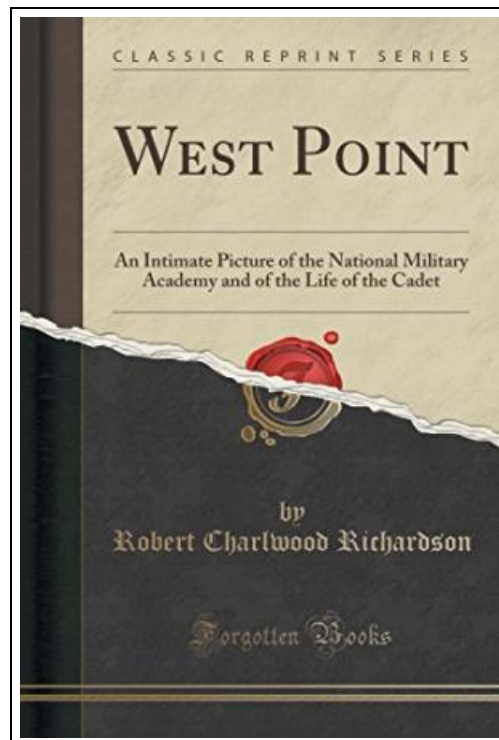 CLASSIC REPRINT SERIES
WEST POINT
An Intimate Picture of the National Military
Academy and of the Life of the Cadet
F
by
Robert Charlwood Richardson
Forgotten Books